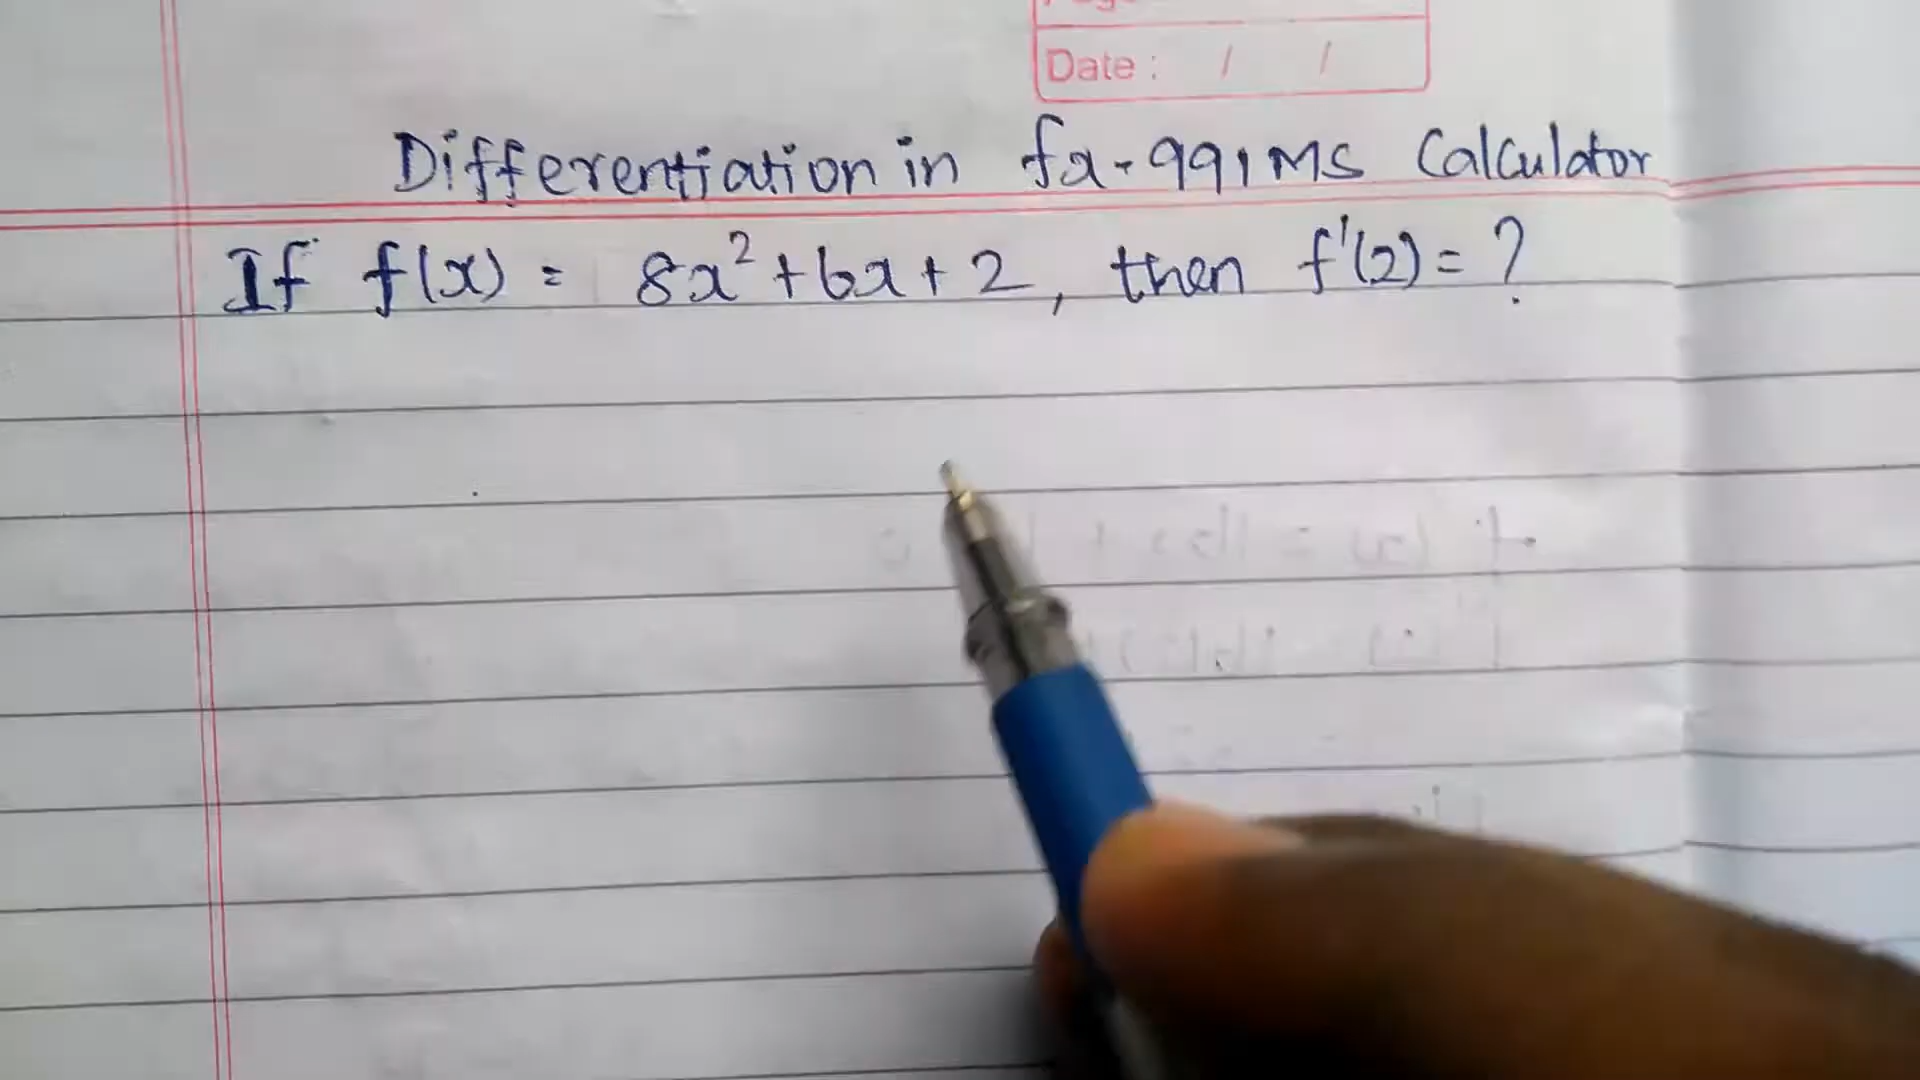 Date : / /
Differentiation in fx-991MS Calculator
If f(x) = 8x² + 6x + 2, then f'(2) = ?